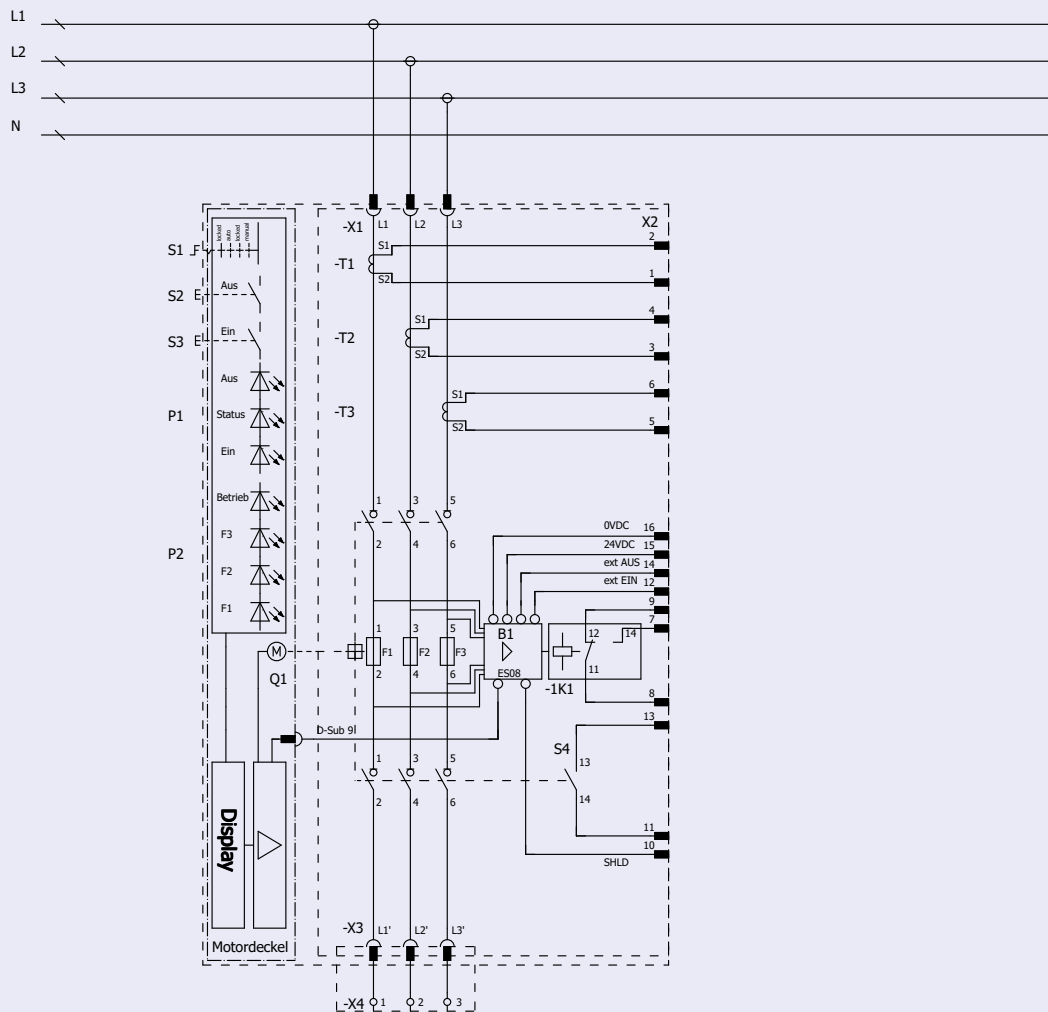 L1
L2
L3
N
-X1 L1 L2 L3 X2
locked
auto
locked
manual
S1
-T1 S1 S2 2 1
S2 Aus
-T2 S1 S2 4 3
S3 Ein
Aus
-T3 S1 S2 6 5
P1 Status
Ein
Betrieb
1 3 5
2 4 6
P2 F3
F2
F1
0VDC 16
24VDC 15
ext AUS 14
ext EIN 12
9
7
1 3 5
B1 12 14
M F1 F2 F3
Q1 2 4 6 ES08 11
-1K1
8
13
D-Sub 9
S4
1 3 5 13
2 4 6 14
Display
11
10
SHLD
-X3 L1' L2' L3'
Motordeckel
-X4 1 2 3